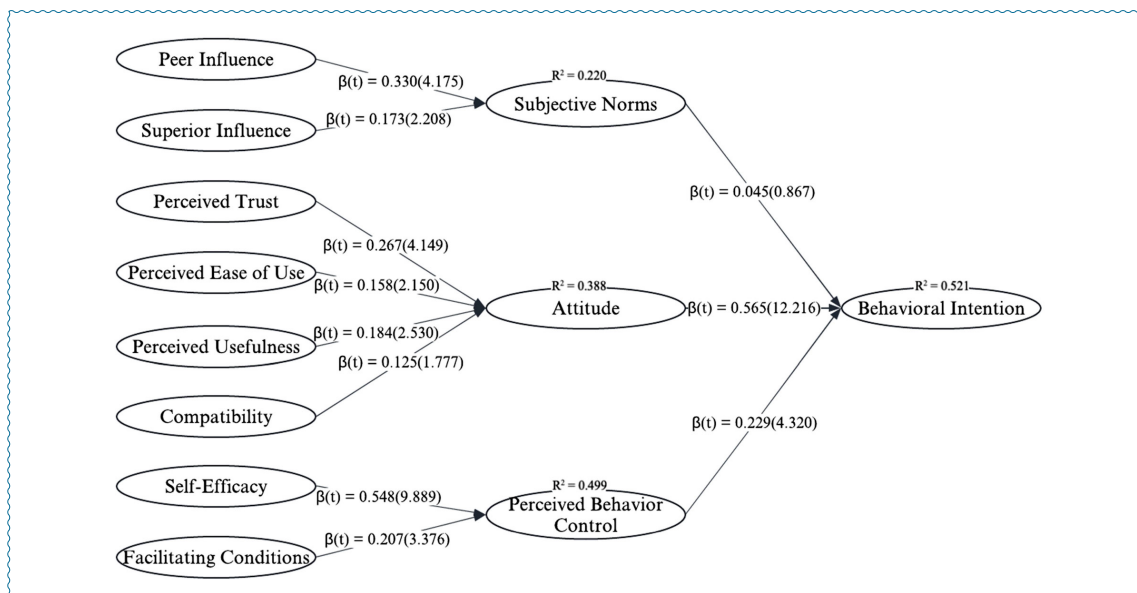 Peer Influence
β(t) = 0.330(4.175)
R² = 0.220
Subjective Norms
Superior Influence
β(t) = 0.173(2.208)
Perceived Trust
β(t) = 0.045(0.867)
β(t) = 0.267(4.149)
Perceived Ease of Use
β(t) = 0.158(2.150)
R² = 0.388
Attitude
β(t) = 0.565(12.216)
R² = 0.521
Behavioral Intention
Perceived Usefulness
β(t) = 0.184(2.530)
β(t) = 0.125(1.777)
Compatibility
β(t) = 0.229(4.320)
Self-Efficacy
β(t) = 0.548(9.889)
R² = 0.499
Perceived Behavior
Control
Facilitating Conditions
β(t) = 0.207(3.376)